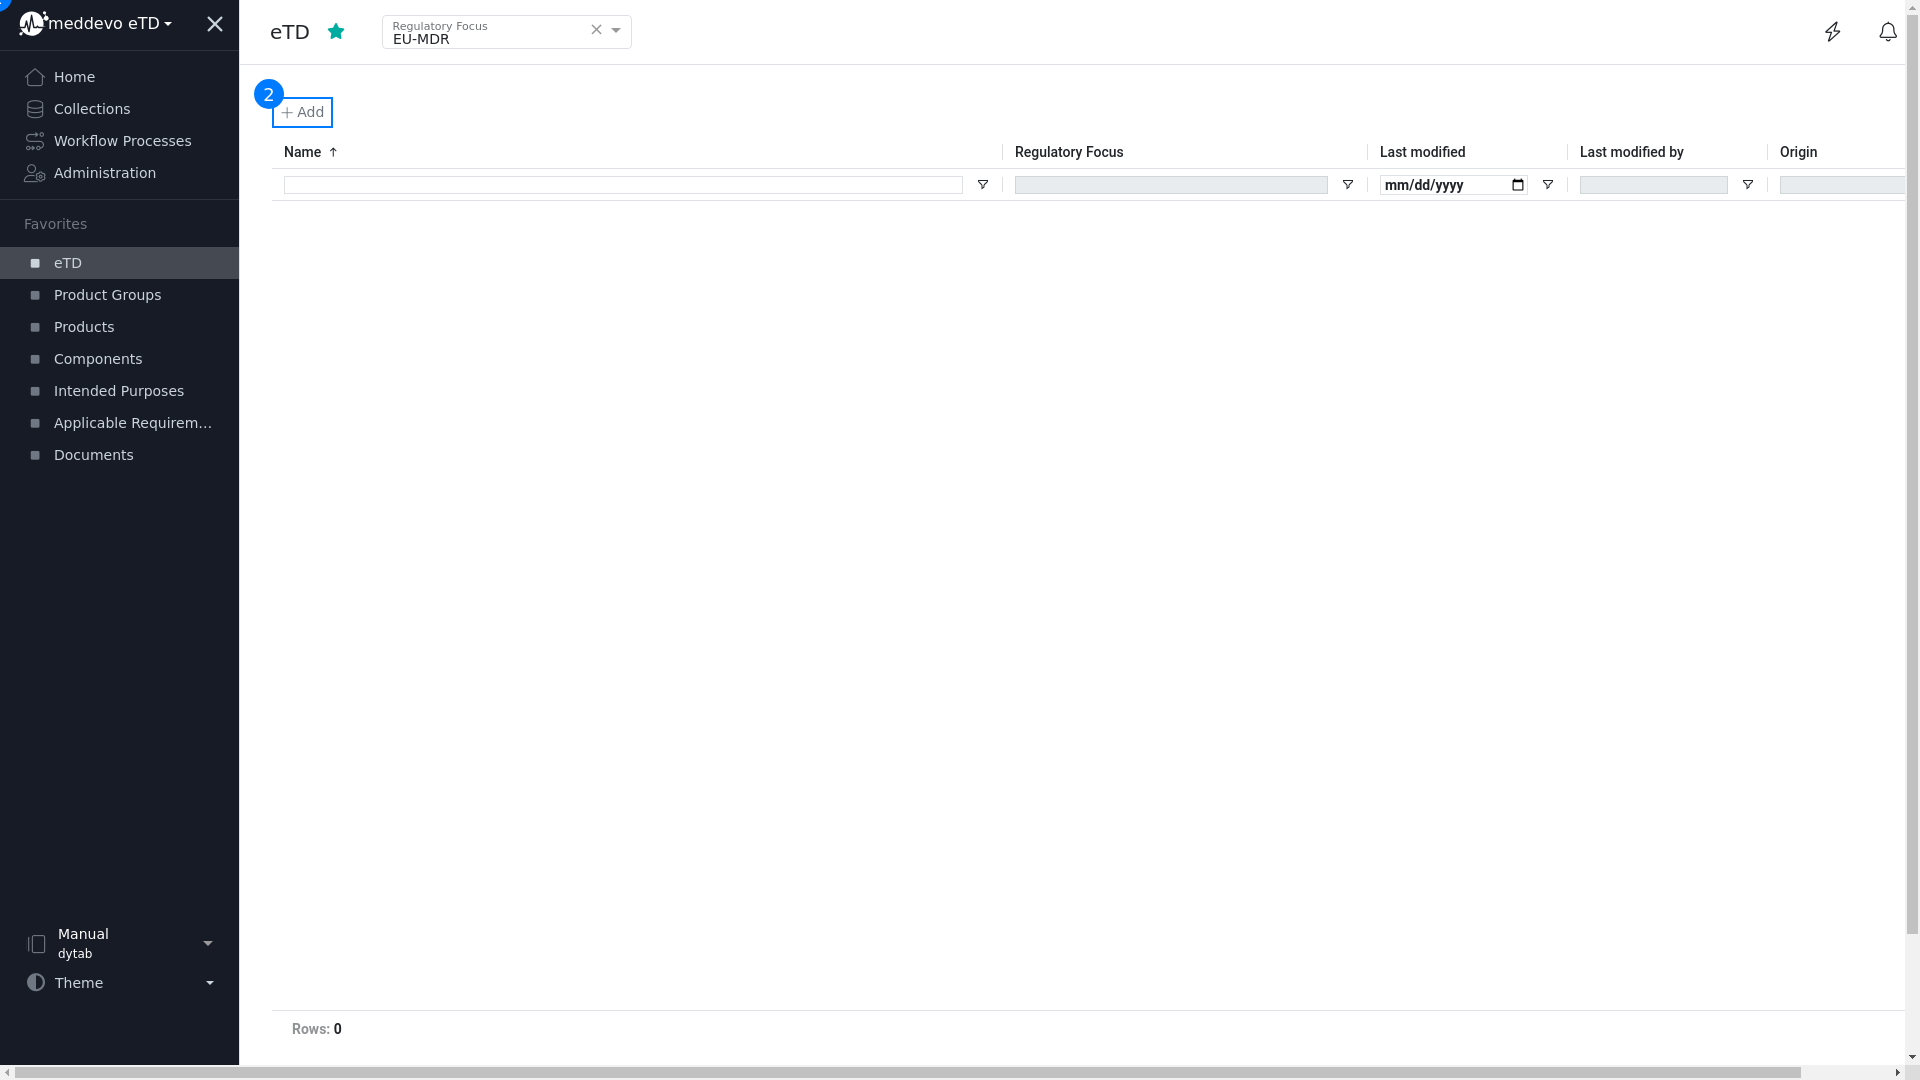 meddevo eTD
Home
Collections
Workflow Processes
Administration
Favorites
eTD
Product Groups
Products
Components
Intended Purposes
Applicable Requirem...
Documents
Manual
dytab
Theme
eTD
Regulatory Focus
EU-MDR
2
Add
Name
Regulatory Focus
Last modified
Last modified by
Origin
mm/dd/yyyy
Rows: 0